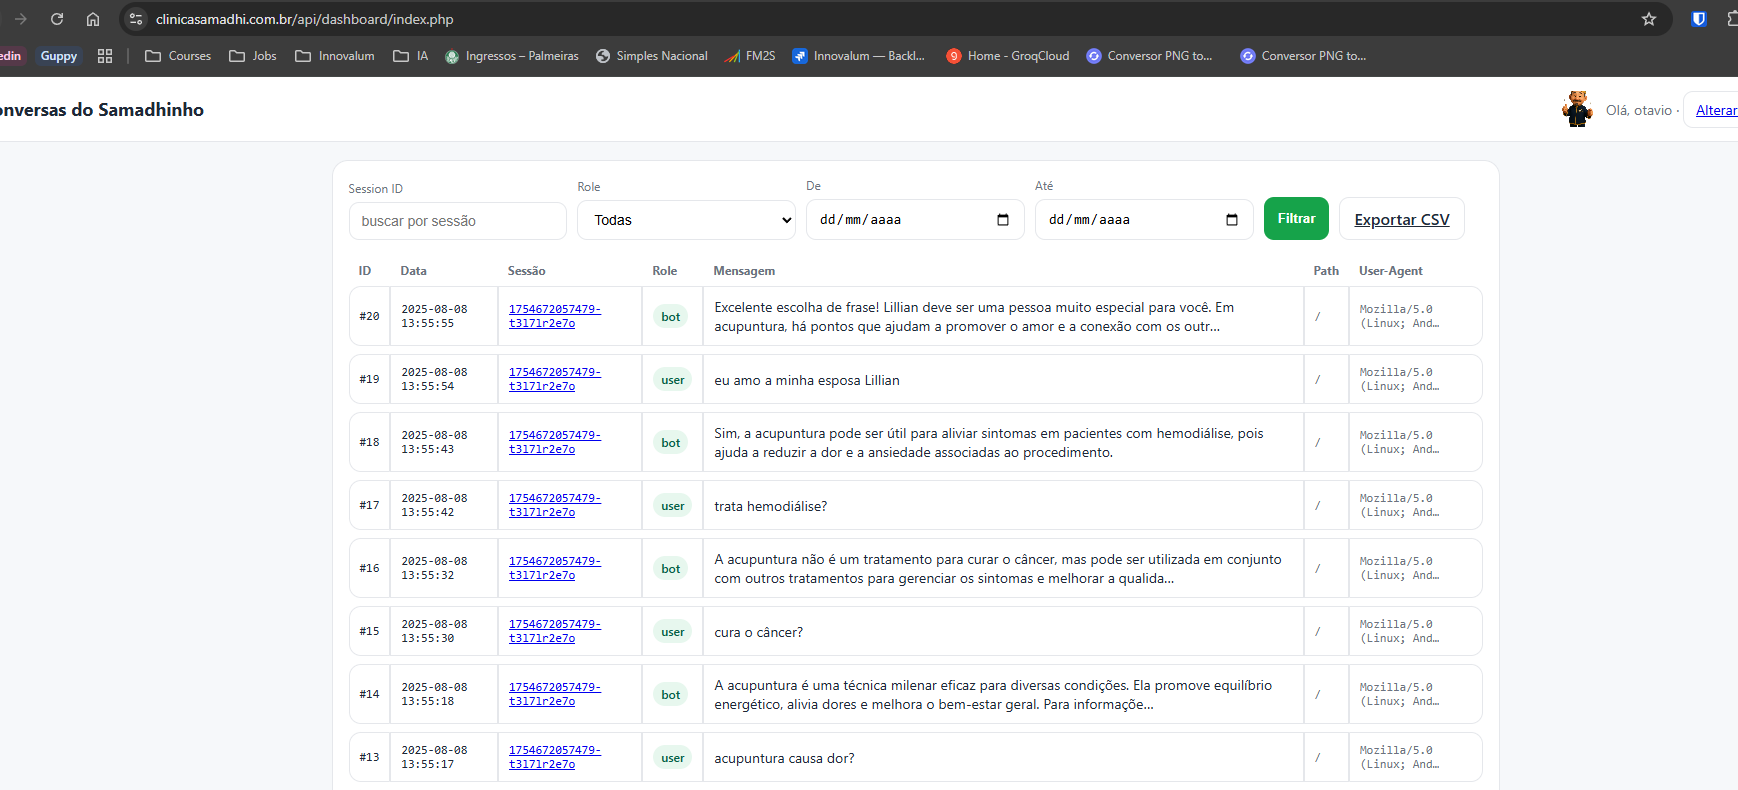 clinicasamadhi.com.br/api/dashboard/index.php
edin Guppy Courses Jobs Innovalum IA Ingressos – Palmeiras Simples Nacional FM2S Innovalum — Backl... Home - GroqCloud Conversor PNG to... Conversor PNG to...
onversas do Samadhinho
Olá, otavio · Alterar
Session ID Role De Até
buscar por sessão Todas dd/mm/aaaa dd/mm/aaaa Filtrar Exportar CSV
ID Data Sessão Role Mensagem Path User-Agent
#20 2025-08-08 13:55:55 1754672057479-t3171r2e7o bot Excelente escolha de frase! Lillian deve ser uma pessoa muito especial para você. Em
acupuntura, há pontos que ajudam a promover o amor e a conexão com os outr... / Mozilla/5.0 (Linux; And…
#19 2025-08-08 13:55:54 1754672057479-t3171r2e7o user eu amo a minha esposa Lillian / Mozilla/5.0 (Linux; And…
#18 2025-08-08 13:55:43 1754672057479-t3171r2e7o bot Sim, a acupuntura pode ser útil para aliviar sintomas em pacientes com hemodiálise, pois
ajuda a reduzir a dor e a ansiedade associadas ao procedimento. / Mozilla/5.0 (Linux; And…
#17 2025-08-08 13:55:42 1754672057479-t3171r2e7o user trata hemodiálise? / Mozilla/5.0 (Linux; And…
#16 2025-08-08 13:55:32 1754672057479-t3171r2e7o bot A acupuntura não é um tratamento para curar o câncer, mas pode ser utilizada em conjunto
com outros tratamentos para gerenciar os sintomas e melhorar a qualida... / Mozilla/5.0 (Linux; And…
#15 2025-08-08 13:55:30 1754672057479-t3171r2e7o user cura o câncer? / Mozilla/5.0 (Linux; And…
#14 2025-08-08 13:55:18 1754672057479-t3171r2e7o bot A acupuntura é uma técnica milenar eficaz para diversas condições. Ela promove equilíbrio
energético, alivia dores e melhora o bem-estar geral. Para informaçõe... / Mozilla/5.0 (Linux; And…
#13 2025-08-08 13:55:17 1754672057479-t3171r2e7o user acupuntura causa dor? / Mozilla/5.0 (Linux; And…